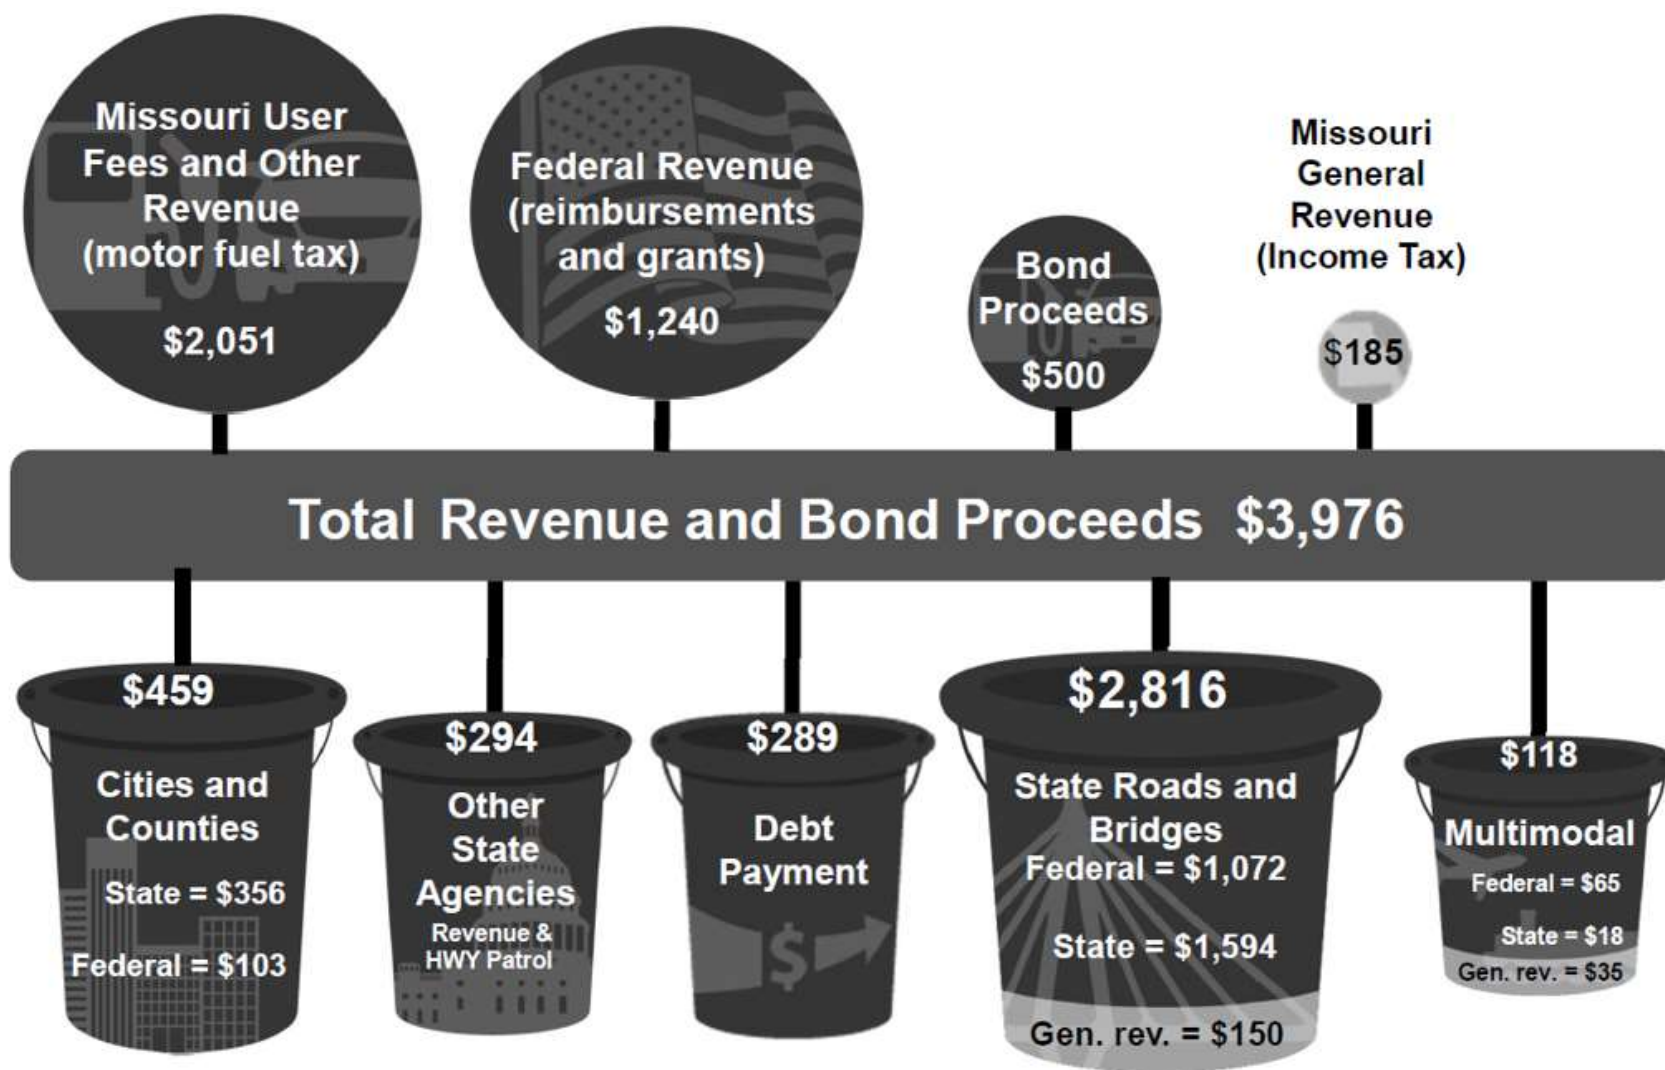 Missouri User
Fees and Other
Revenue
(motor fuel tax)
$2,051
Federal Revenue
(reimbursements
and grants)
$1,240
Bond
Proceeds
$500
Missouri
General
Revenue
(Income Tax)
$185
Total Revenue and Bond Proceeds $3,976
$459
Cities and
Counties
State = $356
Federal = $103
$294
Other
State
Agencies
Revenue &
HWY Patrol
$289
Debt
Payment
$
$2,816
State Roads and
Bridges
Federal = $1,072
State = $1,594
Gen. rev. = $150
$118
Multimodal
Federal = $65
State = $18
Gen. rev. = $35